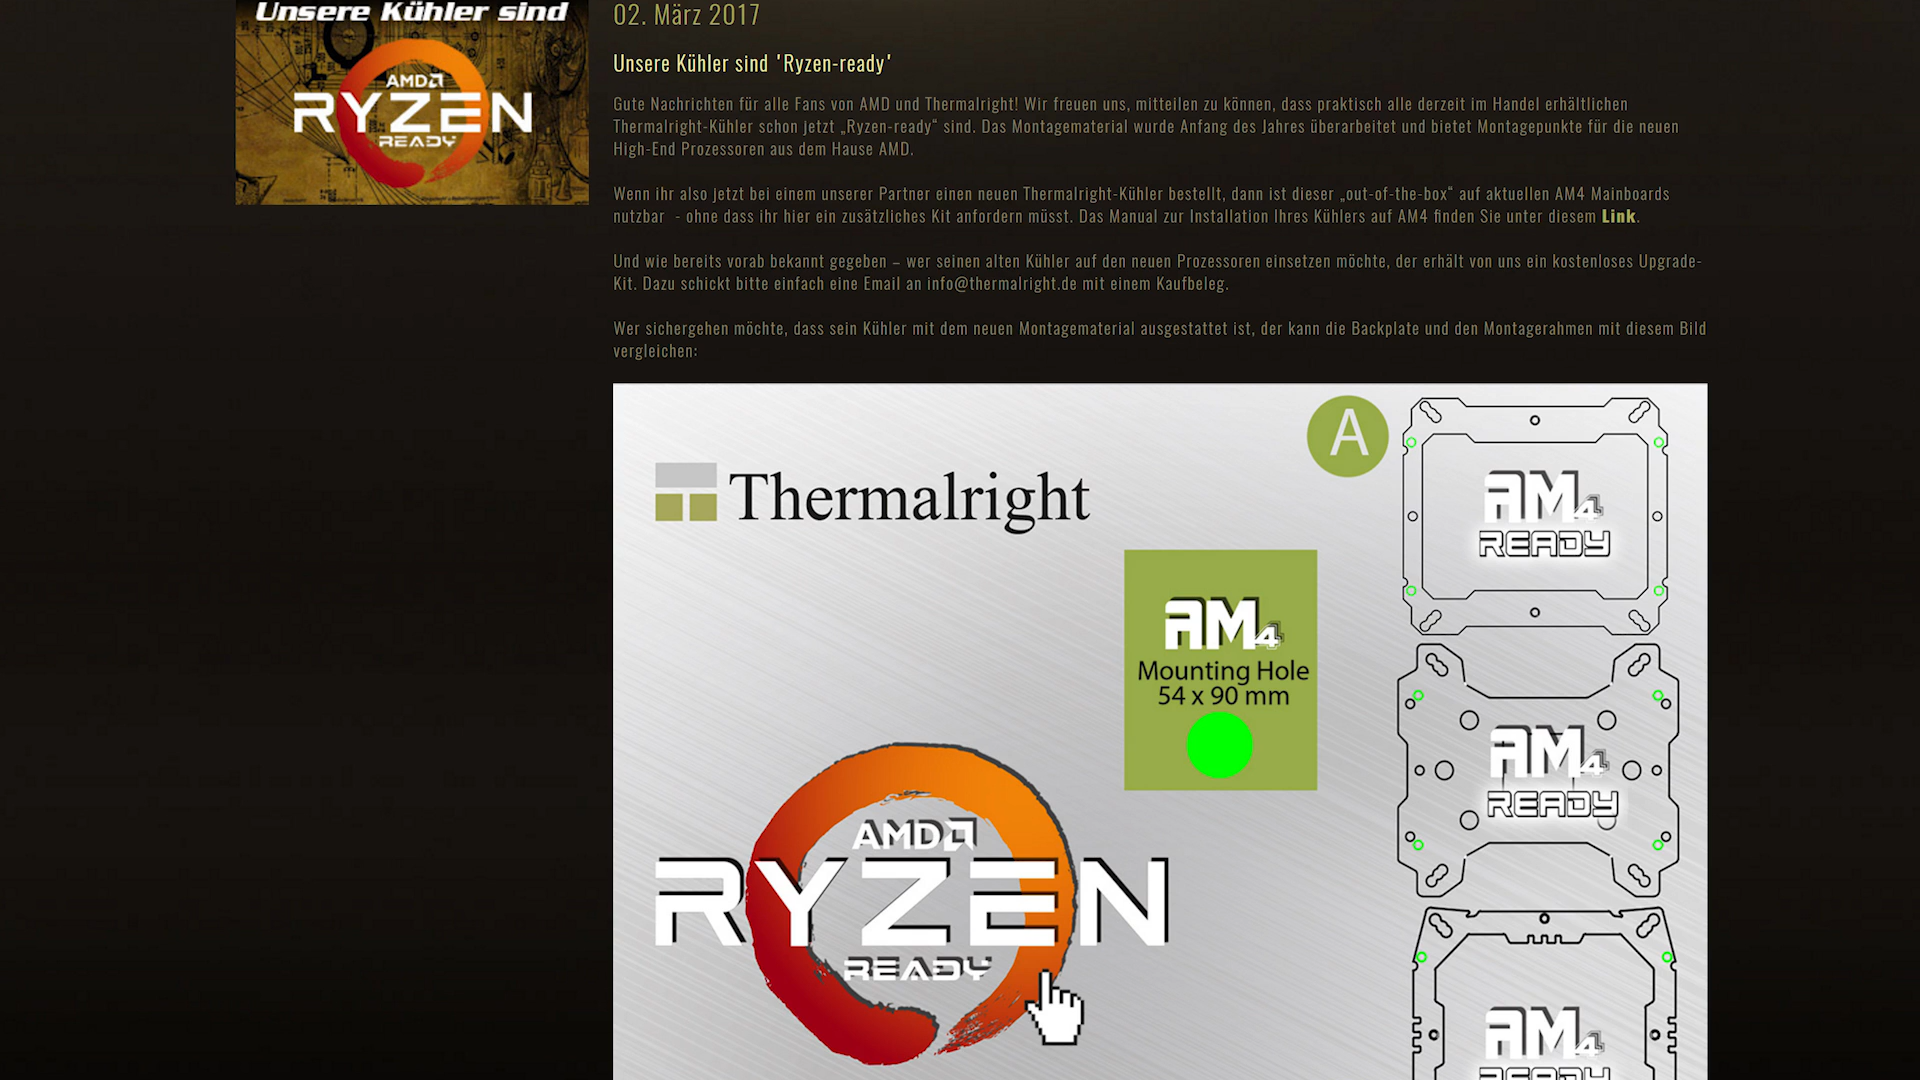 Unsere Kühler sind
AMD
RYZEN
READY
02. März 2017
Unsere Kühler sind 'Ryzen-ready'
Gute Nachrichten für alle Fans von AMD und Thermalright! Wir freuen uns, mitteilen zu können, dass praktisch alle derzeit im Handel erhältlichen
Thermalright-Kühler schon jetzt „Ryzen-ready“ sind. Das Montagematerial wurde Anfang des Jahres überarbeitet und bietet Montagepunkte für die neuen
High-End Prozessoren aus dem Hause AMD.
Wenn ihr also jetzt bei einem unserer Partner einen neuen Thermalright-Kühler bestellt, dann ist dieser „out-of-the-box“ auf aktuellen AM4 Mainboards
nutzbar - ohne dass ihr hier ein zusätzliches Kit anfordern müsst. Das Manual zur Installation Ihres Kühlers auf AM4 finden Sie unter diesem Link.
Und wie bereits vorab bekannt gegeben – wer seinen alten Kühler auf den neuen Prozessoren einsetzen möchte, der erhält von uns ein kostenloses Upgrade-
Kit. Dazu schickt bitte einfach eine Email an info@thermalright.de mit einem Kaufbeleg.
Wer sichergehen möchte, dass sein Kühler mit dem neuen Montagematerial ausgestattet ist, der kann die Backplate und den Montagerahmen mit diesem Bild
vergleichen:
Thermalright
A
AM4
READY
AM4
Mounting Hole
54 x 90 mm
AM4
READY
AMD
RYZEN
READY
AM4
READY